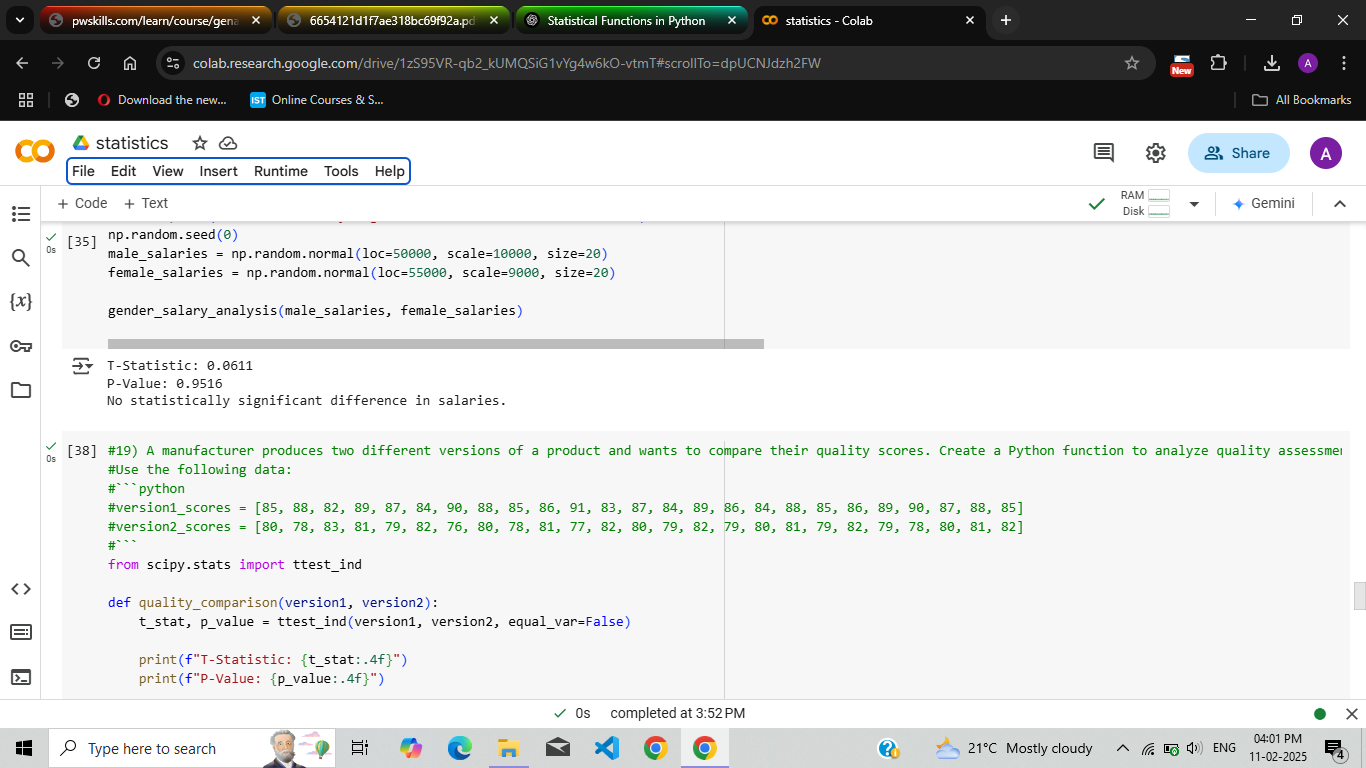 pwskills.com/learn/course/gena
6654121d1f7ae318bc69f92a.pd
Statistical Functions in Python
statistics - Colab
colab.research.google.com/drive/1zS95VR-qb2_kUMQSiG1vYg4w6kO-vtmT#scrollTo=dpUCNJdzh2FW
New
A
Download the new...
IST
Online Courses & S...
All Bookmarks
statistics
File Edit View Insert Runtime Tools Help
Share
A
+ Code + Text
RAM
Disk
Gemini
0s
[35]
np.random.seed(0)
male_salaries = np.random.normal(loc=50000, scale=10000, size=20)
female_salaries = np.random.normal(loc=55000, scale=9000, size=20)
gender_salary_analysis(male_salaries, female_salaries)
T-Statistic: 0.0611
P-Value: 0.9516
No statistically significant difference in salaries.
0s
[38]
#19) A manufacturer produces two different versions of a product and wants to compare their quality scores. Create a Python function to analyze quality assessmen
#Use the following data:
#```python
#version1_scores = [85, 88, 82, 89, 87, 84, 90, 88, 85, 86, 91, 83, 87, 84, 89, 86, 84, 88, 85, 86, 89, 90, 87, 88, 85]
#version2_scores = [80, 78, 83, 81, 79, 82, 76, 80, 78, 81, 77, 82, 80, 79, 82, 79, 80, 81, 79, 82, 79, 78, 80, 81, 82]
#```
from scipy.stats import ttest_ind
def quality_comparison(version1, version2):
t_stat, p_value = ttest_ind(version1, version2, equal_var=False)
print(f"T-Statistic: {t_stat:.4f}")
print(f"P-Value: {p_value:.4f}")
{x}
0s completed at 3:52 PM
Type here to search
21°C Mostly cloudy
ENG
04:01 PM
11-02-2025
4